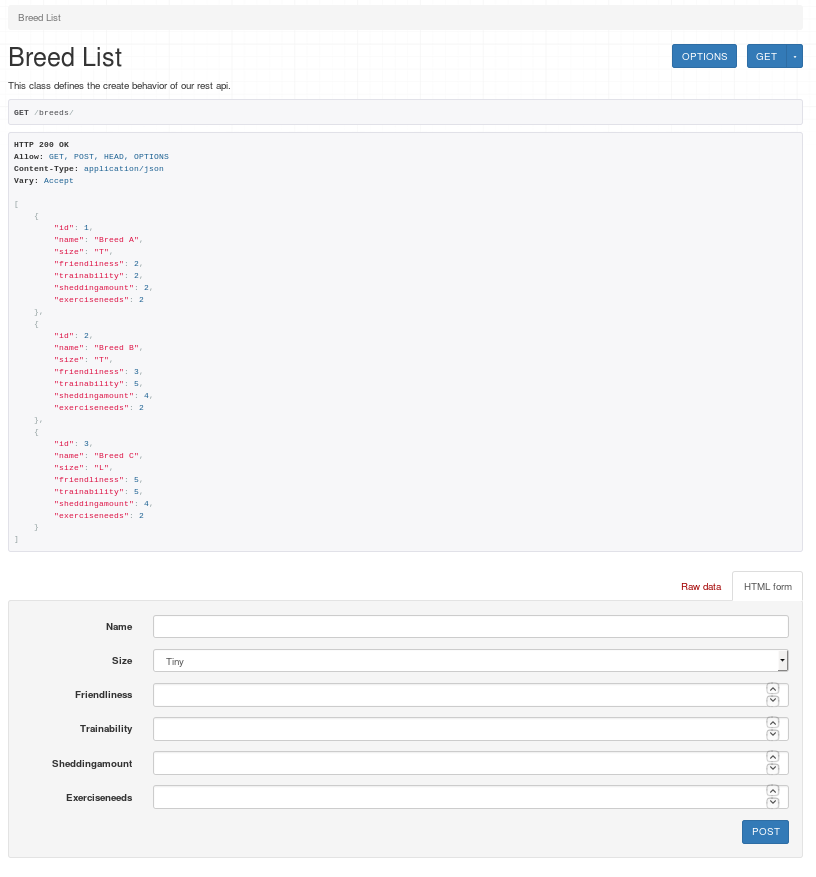 Breed List
Breed List
OPTIONS
GET
This class defines the create behavior of our rest api.
GET /breeds/
HTTP 200 OK
Allow: GET, POST, HEAD, OPTIONS
Content-Type: application/json
Vary: Accept
[
{
"id": 1,
"name": "Breed A",
"size": "T",
"friendliness": 2,
"trainability": 2,
"sheddingamount": 2,
"exerciseneeds": 2
},
{
"id": 2,
"name": "Breed B",
"size": "T",
"friendliness": 3,
"trainability": 5,
"sheddingamount": 4,
"exerciseneeds": 2
},
{
"id": 3,
"name": "Breed C",
"size": "L",
"friendliness": 5,
"trainability": 5,
"sheddingamount": 4,
"exerciseneeds": 2
}
]
Raw data
HTML form
Name
Size
Tiny
Friendliness
Trainability
Sheddingamount
Exerciseneeds
POST